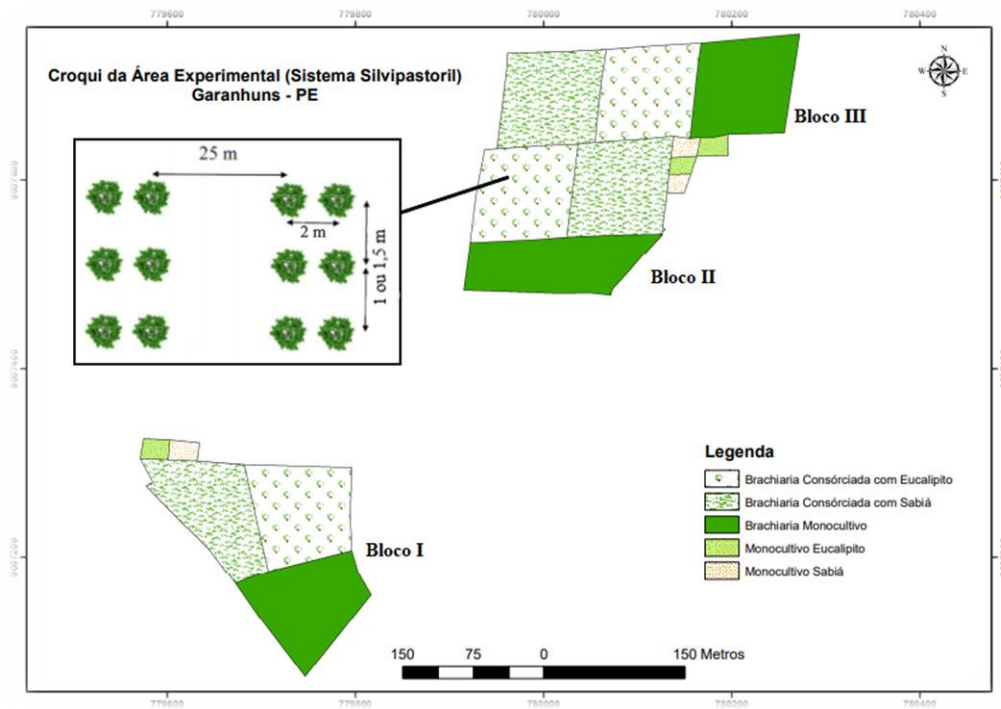 779600 779800 780000 780200 780400
Croqui da Área Experimental (Sistema Silvipastoril)
Garanhuns - PE
N
W E
S
Bloco III
25 m
2 m
1 ou 1,5 m
Bloco II
9007400
Legenda
Brachiaria Consórciada com Eucalipito
Brachiaria Consórciada com Sabiá
Brachiaria Monocultivo
Monocultivo Eucalipito
Monocultivo Sabiá
Bloco I
9007200
150 75 0 150 Metros
779600 779800 780000 780200 780400